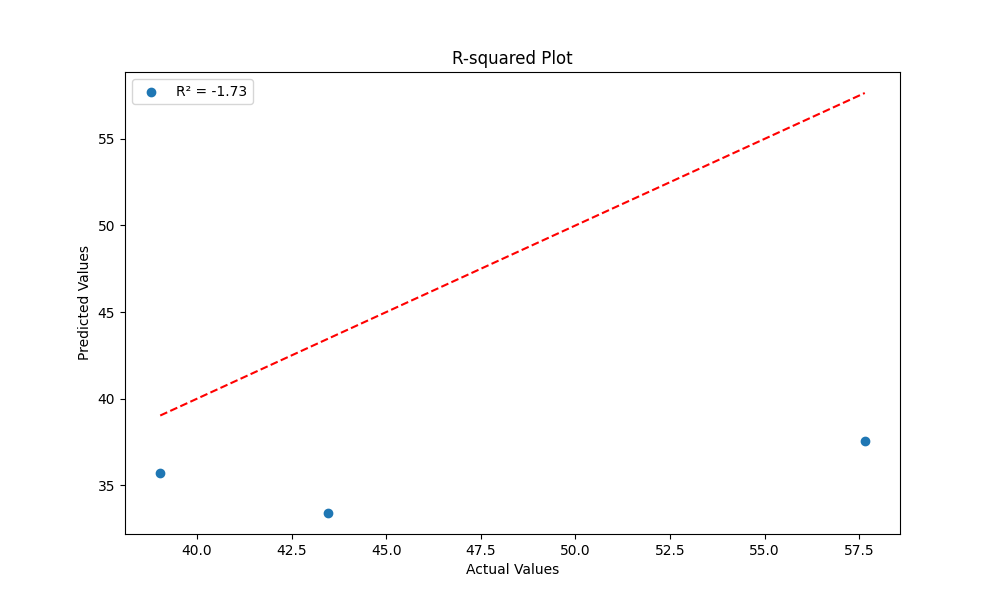 R-squared Plot
R² = -1.73
55
50
45
40
35
Predicted Values
40.0 42.5 45.0 47.5 50.0 52.5 55.0 57.5
Actual Values